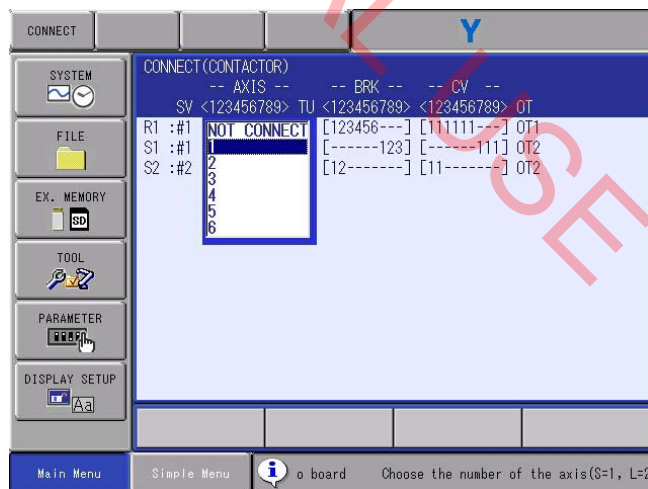 CONNECT
Y
SYSTEM
FILE
EX. MEMORY
SD
TOOL
PARAMETER
DISPLAY SETUP
Aa
CONNECT(CONTACTOR)
-- AXIS -- -- BRK -- -- CV --
SV <123456789> TU <123456789> <123456789> OT
R1 :#1 [123456---] [111111---] OT1
S1 :#1 [------123] [------111] OT2
S2 :#2 [12-------] [11-------] OT2
NOT CONNECT
1
2
3
4
5
6
Main Menu
Simple Menu
o board Choose the number of the axis(S=1, L=2
USE